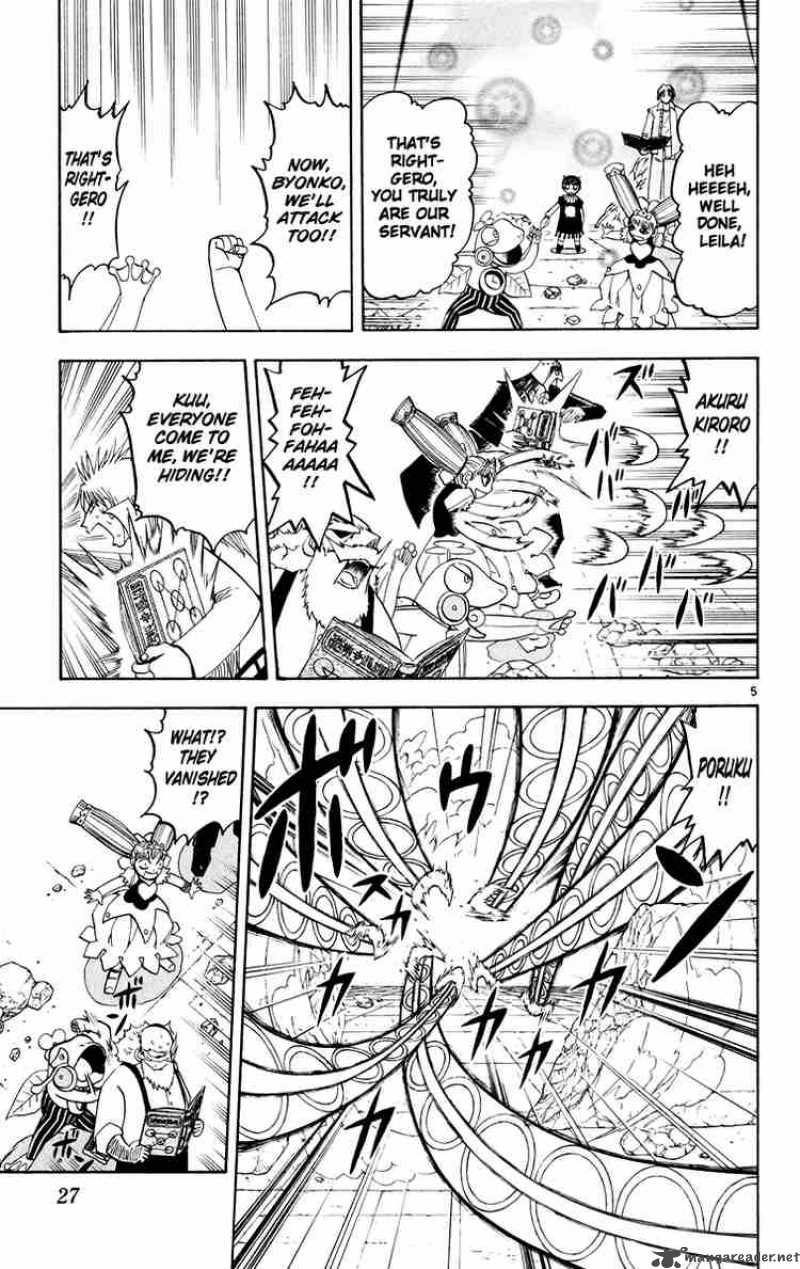 HEH
HEEEEH,
WELL
DONE,
LEILA!
THAT'S
RIGHT-
GERO,
YOU TRULY
ARE OUR
SERVANT!
NOW,
BYONKO,
WE'LL
ATTACK
TOO!!
THAT'S
RIGHT-
GERO
!!
AKURU
KIRORO
!!
FEH-
FEH-
FOH-
FAHAA
AAAAA
!!
KUU,
EVERYONE
COME TO
ME, WE'RE
HIDING!!
5
PORUKU
!!
WHAT!?
THEY
VANISHED
!?
27
mangareader.net